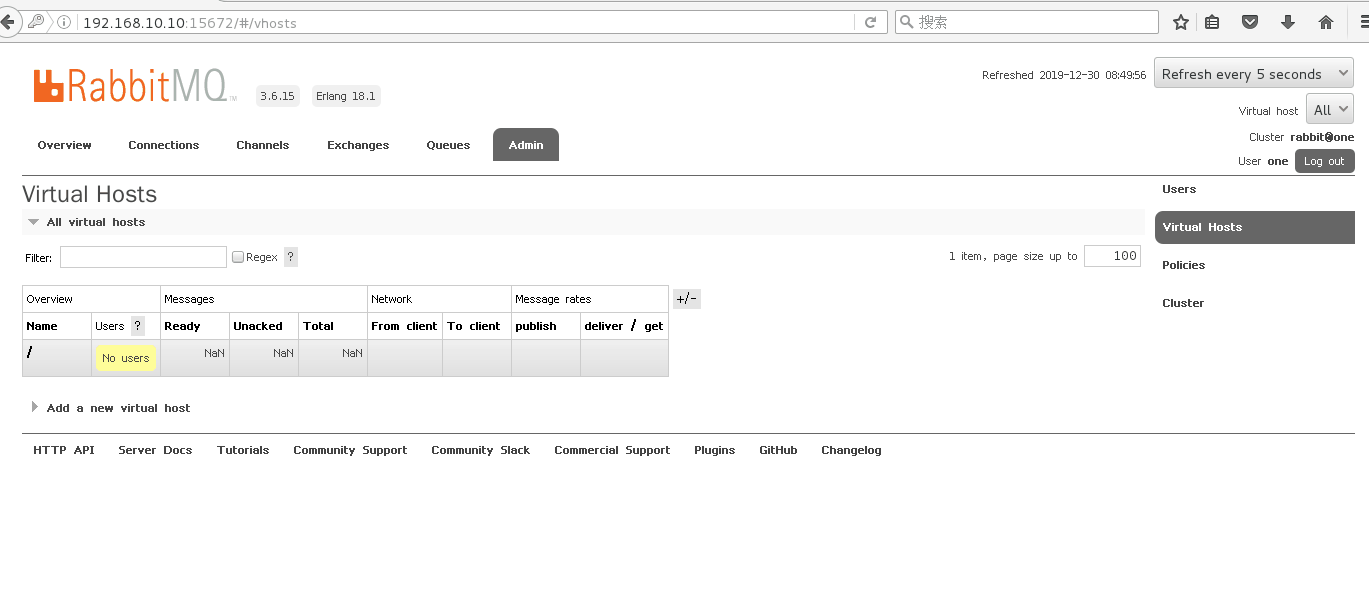 192.168.10.10:15672/#/vhosts
搜索
RabbitMQ™ 3.6.15 Erlang 18.1
Refreshed 2019-12-30 08:49:56 Refresh every 5 seconds
Virtual host All
Cluster rabbit@one
User one Log out
Overview Connections Channels Exchanges Queues Admin
Virtual Hosts
All virtual hosts
Filter: Regex ? 1 item, page size up to 100
Overview Messages Network Message rates +/-
Name Users ? Ready Unacked Total From client To client publish deliver / get
/ No users NaN NaN NaN
Add a new virtual host
Users
Virtual Hosts
Policies
Cluster
HTTP API Server Docs Tutorials Community Support Community Slack Commercial Support Plugins GitHub Changelog